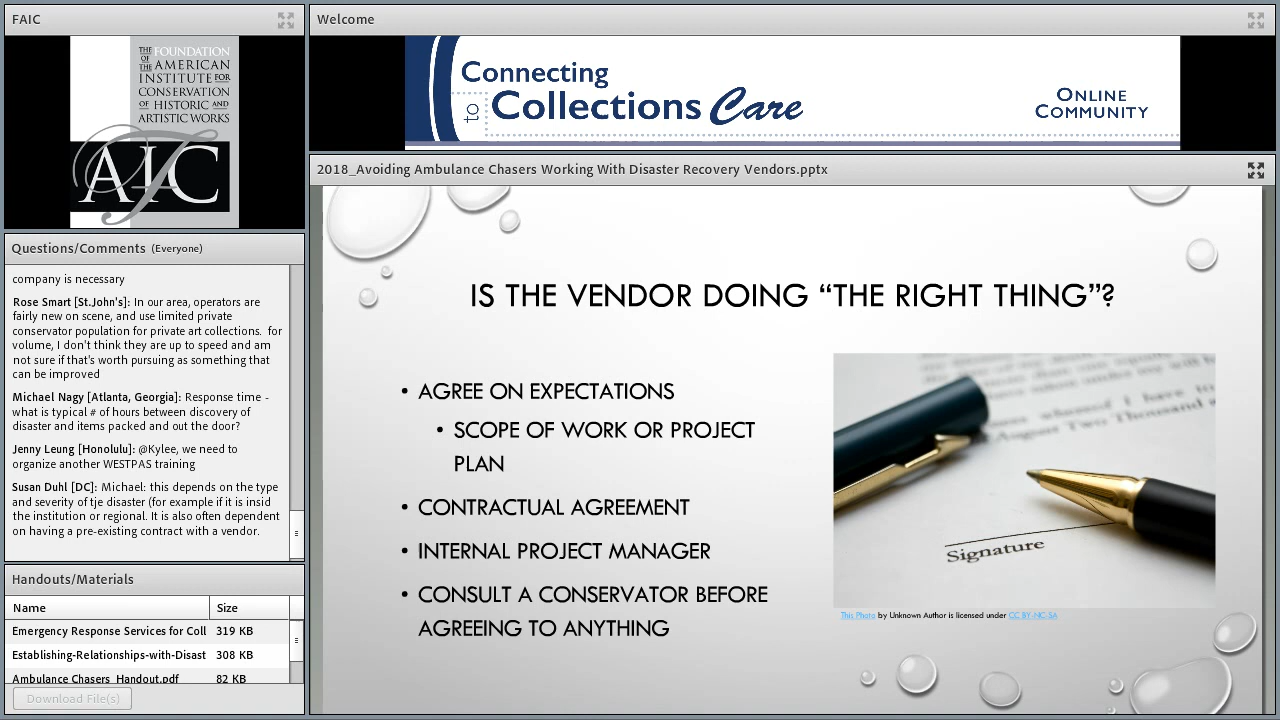 FAIC
THE FOUNDATION
OF THE AMERICAN
INSTITUTE FOR
CONSERVATION
OF HISTORIC AND
ARTISTIC WORKS
AIC
Questions/Comments (Everyone)
company is necessary
Rose Smart [St.John's]: In our area, operators are
fairly new on scene, and use limited private
conservator population for private art collections. for
volume, I don't think they are up to speed and am
not sure if that's worth pursuing as something that
can be improved
Michael Nagy [Atlanta, Georgia]: Response time -
what is typical # of hours between discovery of
disaster and items packed and out the door?
Jenny Leung [Honolulu]: @Kylee, we need to
organize another WESTPAS training
Susan Duhl [DC]: Michael: this depends on the type
and severity of tje disaster (for example if it is insid
the institution or regional. It is also often dependent
on having a pre-existing contract with a vendor.
Handouts/Materials
Name Size
Emergency Response Services for Coll 319 KB
Establishing-Relationships-with-Disast 308 KB
Ambulance Chasers_Handout.pdf 82 KB
Download File(s)
Welcome
Connecting
to Collections Care
ONLINE
COMMUNITY
2018_Avoiding Ambulance Chasers Working With Disaster Recovery Vendors.pptx
IS THE VENDOR DOING “THE RIGHT THING”?
• AGREE ON EXPECTATIONS
• SCOPE OF WORK OR PROJECT
PLAN
• CONTRACTUAL AGREEMENT
• INTERNAL PROJECT MANAGER
• CONSULT A CONSERVATOR BEFORE
AGREEING TO ANYTHING
August Two Thousand
Signature
This Photo by Unknown Author is licensed under CC BY-NC-SA